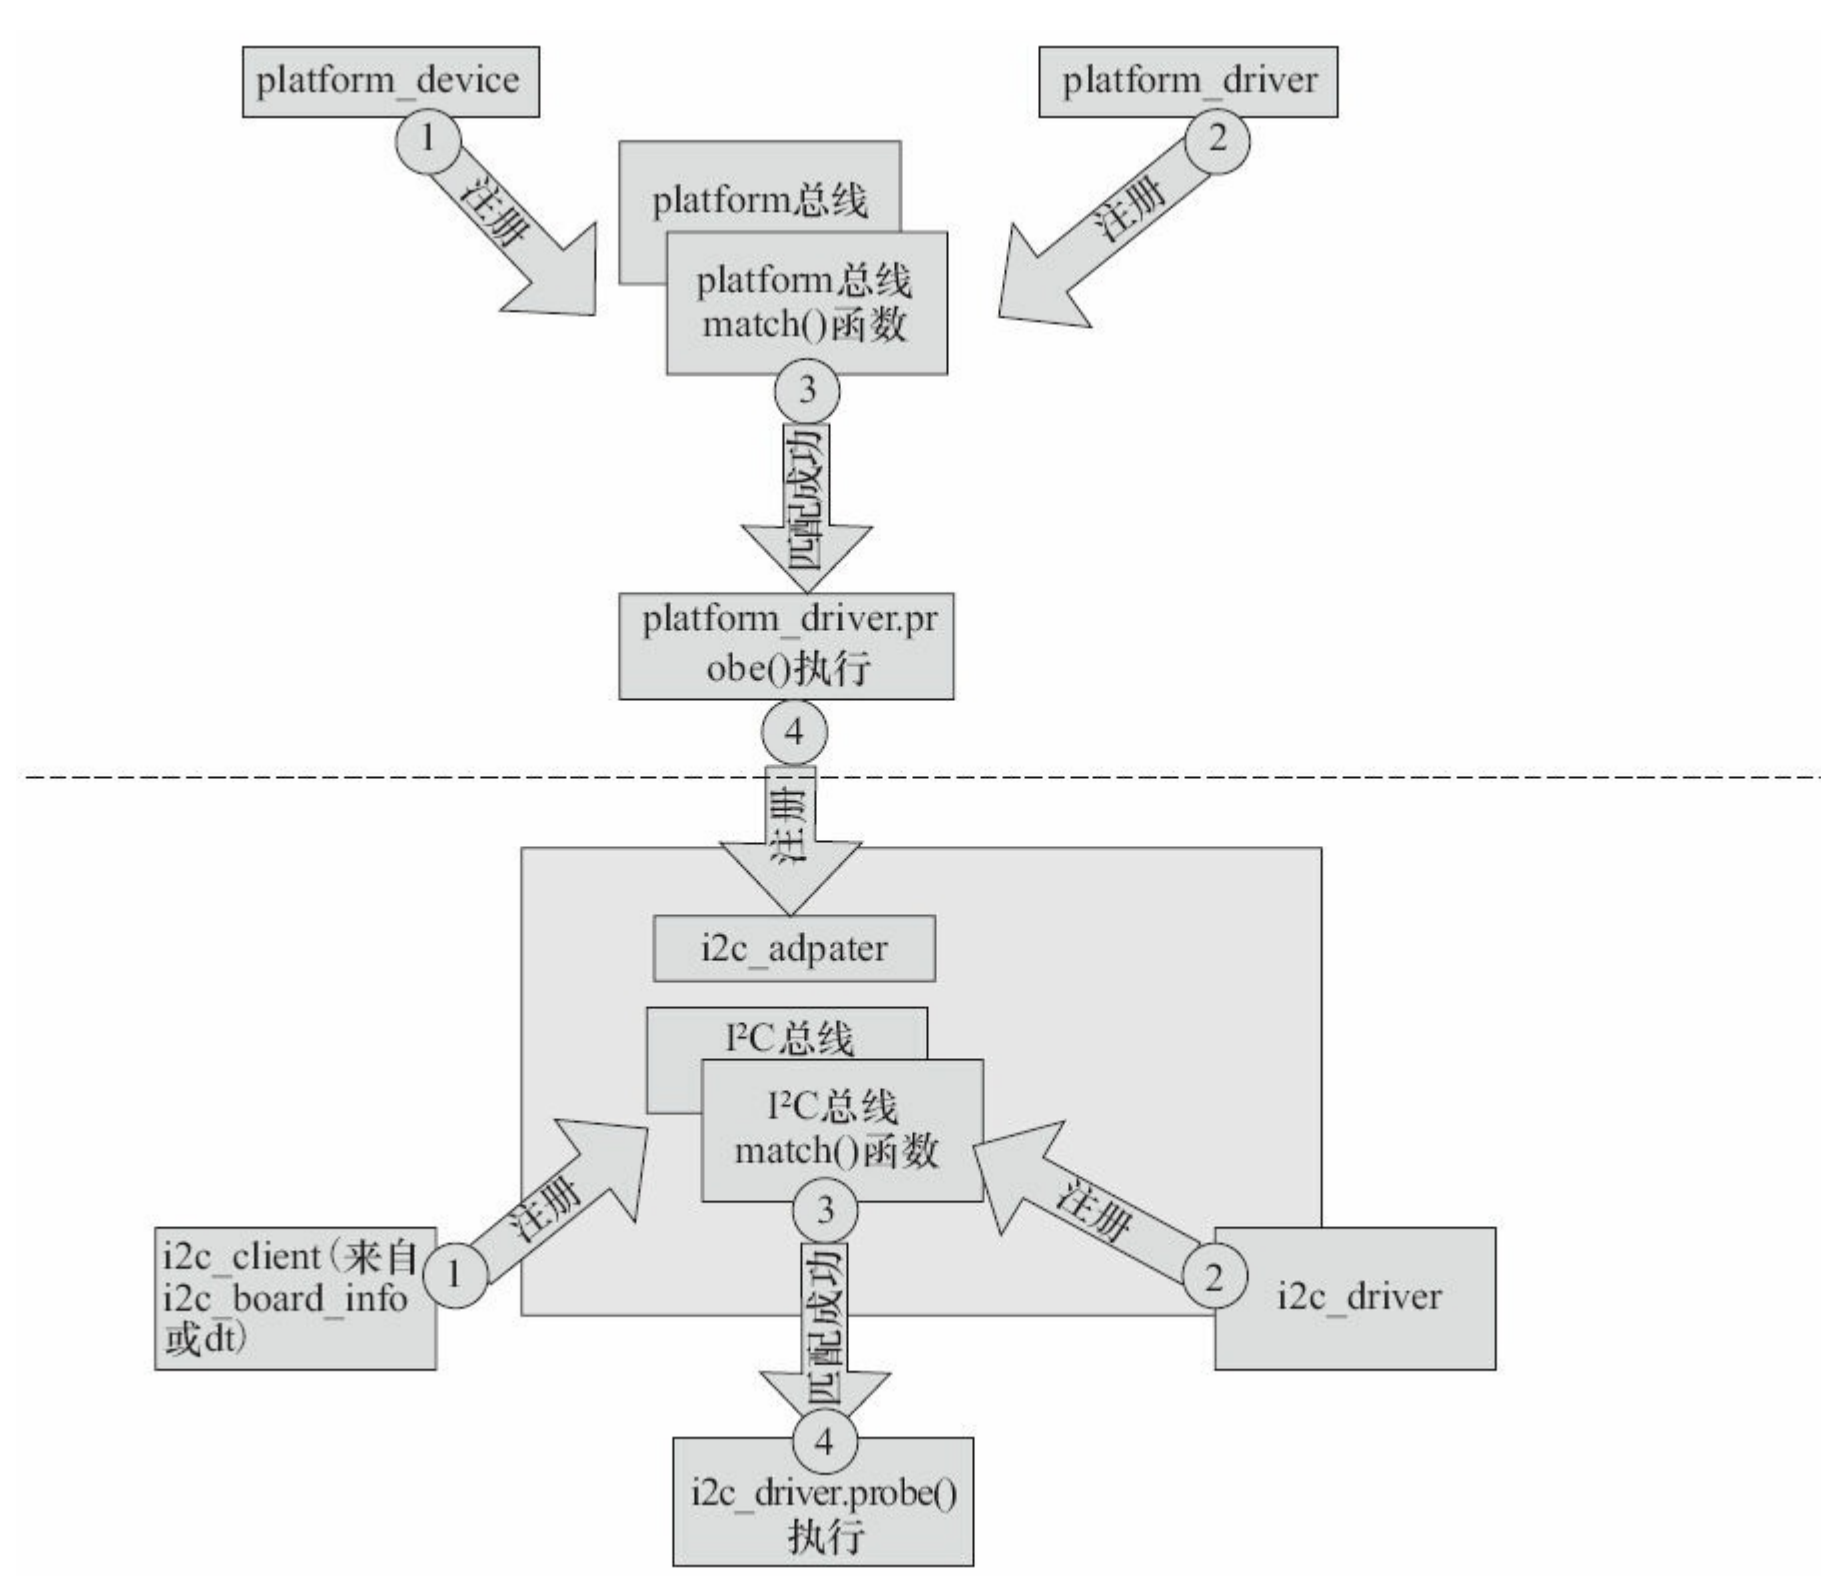 platform_device
platform_driver
1
2
注册
注册
platform总线
platform总线
match()函数
3
匹配成功
platform_driver.pr
obe()执行
4
注册
i2c_adpater
I²C总线
I²C总线
match()函数
注册
注册
3
i2c_client(来自
i2c_board_info
或dt)
1
2
i2c_driver
匹配成功
4
i2c_driver.probe()
执行